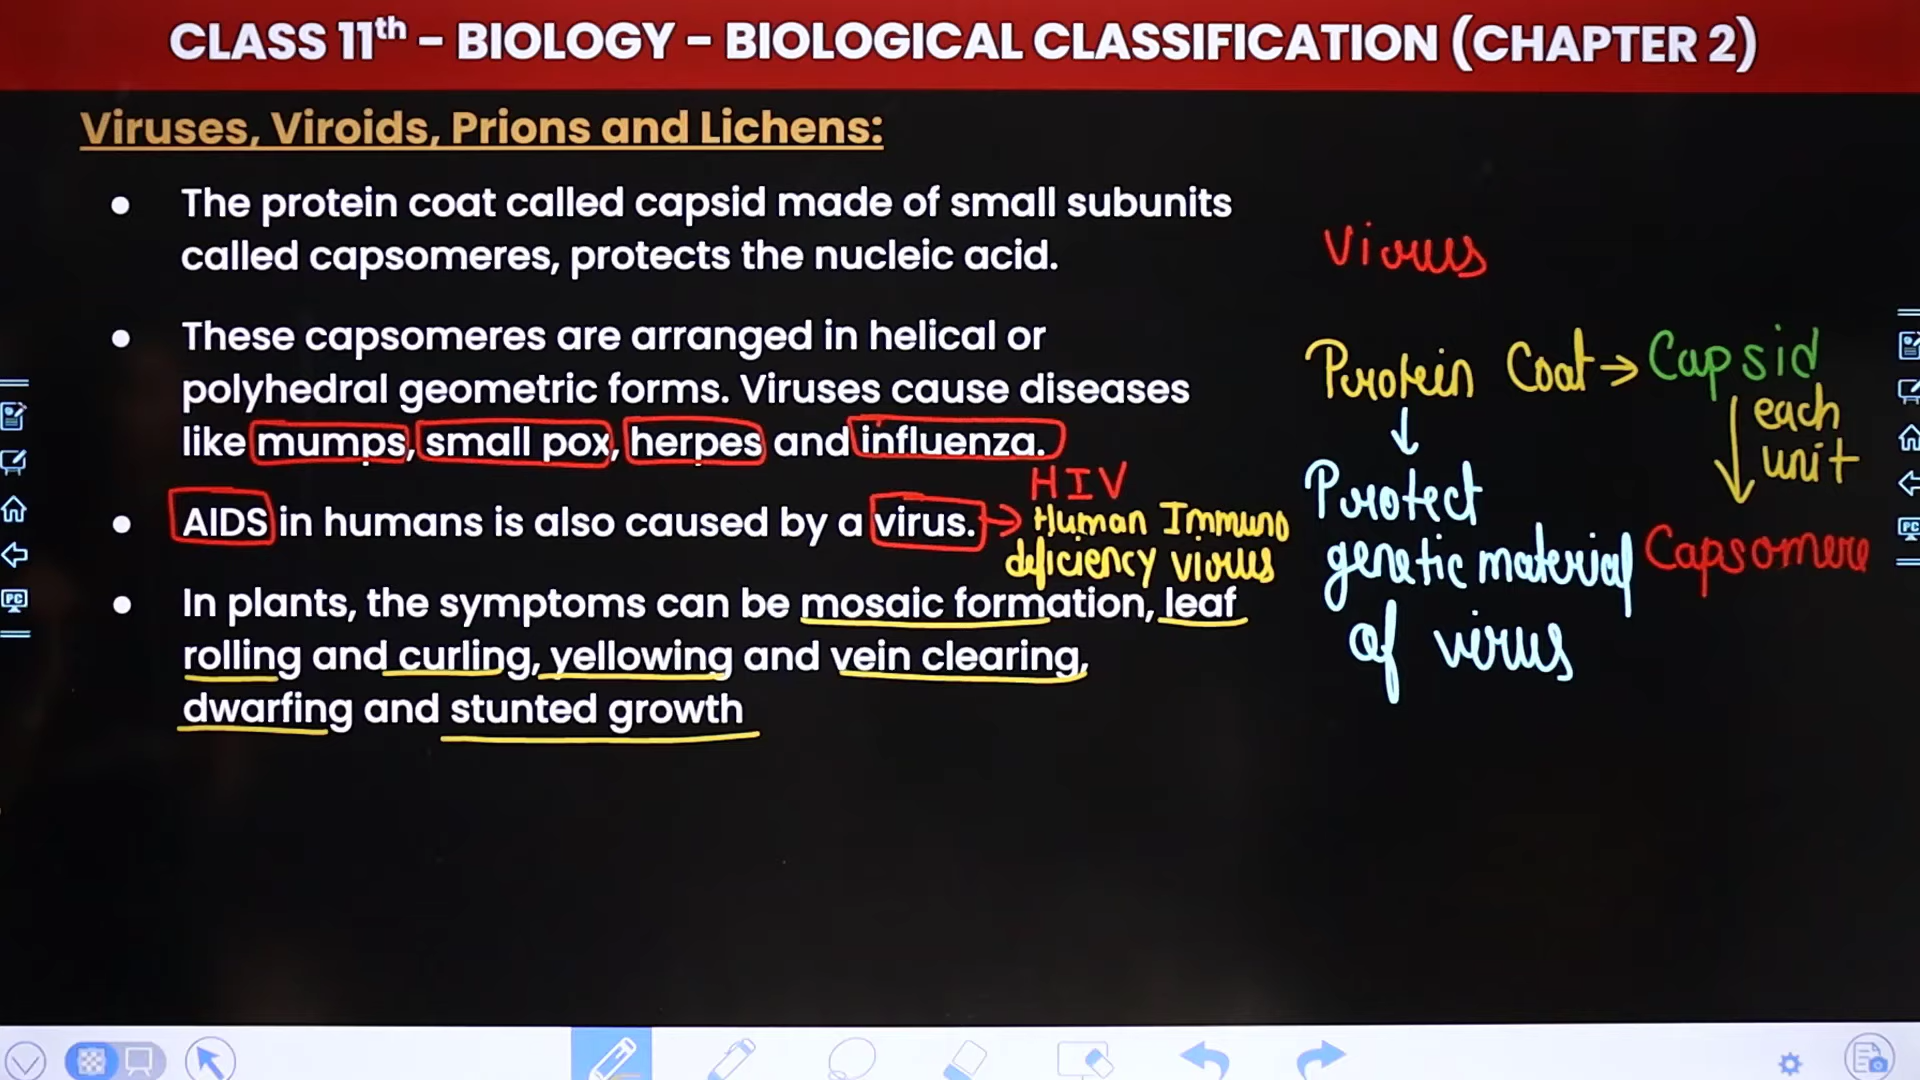 CLASS 11th - BIOLOGY - BIOLOGICAL CLASSIFICATION (CHAPTER 2)
Viruses, Viroids, Prions and Lichens:
• The protein coat called capsid made of small subunits
called capsomeres, protects the nucleic acid.
• These capsomeres are arranged in helical or
polyhedral geometric forms. Viruses cause diseases
like mumps, small pox, herpes and influenza.
• AIDS in humans is also caused by a virus. →
HIV
Human Immuno
deficiency virus
• In plants, the symptoms can be mosaic formation, leaf
rolling and curling, yellowing and vein clearing,
dwarfing and stunted growth
Virus
Protein Coat → Capsid
↓
each
unit
Protect
genetic material
of virus
Capsomere
PC
PC